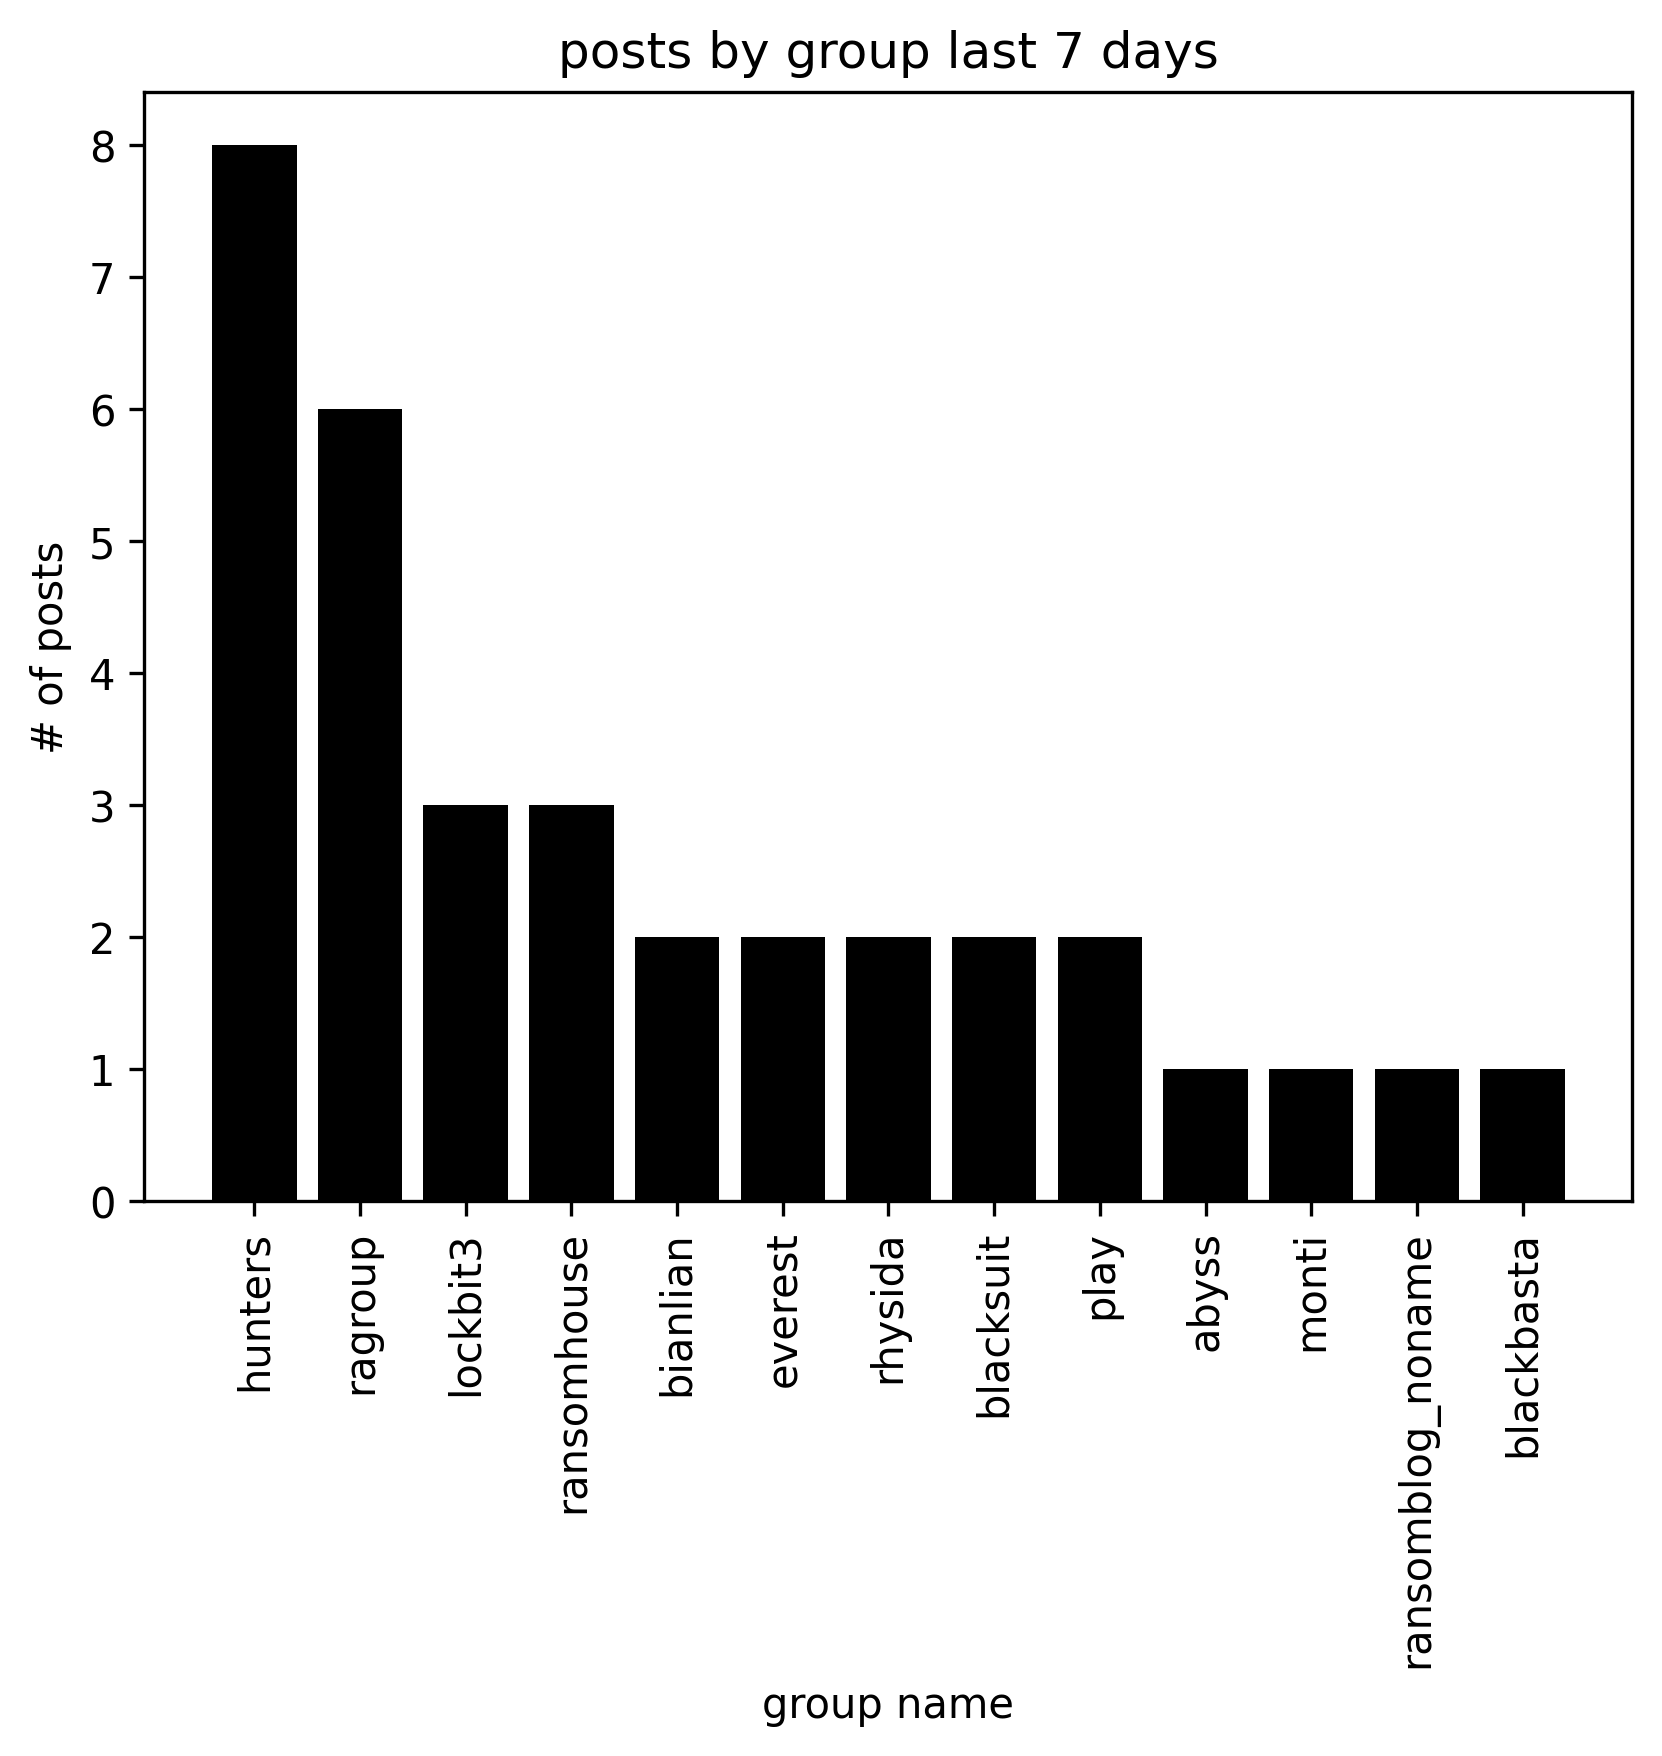 posts by group last 7 days
# of posts
8
7
6
5
4
3
2
1
0
hunters
ragroup
lockbit3
ransomhouse
bianlian
everest
rhysida
blacksuit
play
abyss
monti
ransomblog_noname
blackbasta
group name